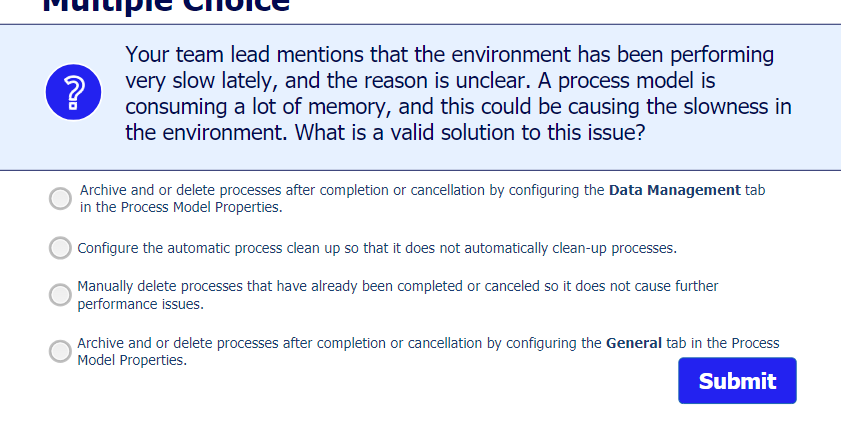 Multiple Choice
Your team lead mentions that the environment has been performing
very slow lately, and the reason is unclear. A process model is
consuming a lot of memory, and this could be causing the slowness in
the environment. What is a valid solution to this issue?
Archive and or delete processes after completion or cancellation by configuring the Data Management tab
in the Process Model Properties.
Configure the automatic process clean up so that it does not automatically clean-up processes.
Manually delete processes that have already been completed or canceled so it does not cause further
performance issues.
Archive and or delete processes after completion or cancellation by configuring the General tab in the Process
Model Properties.
Submit